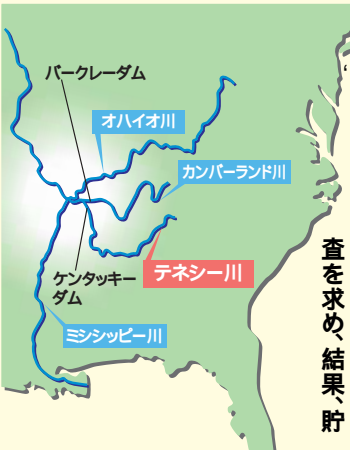 バークレーダム
オハイオ川
カンバーランド川
テネシー川
ケンタッキー
ダム
ミシシッピー川
査を求め、結果、貯